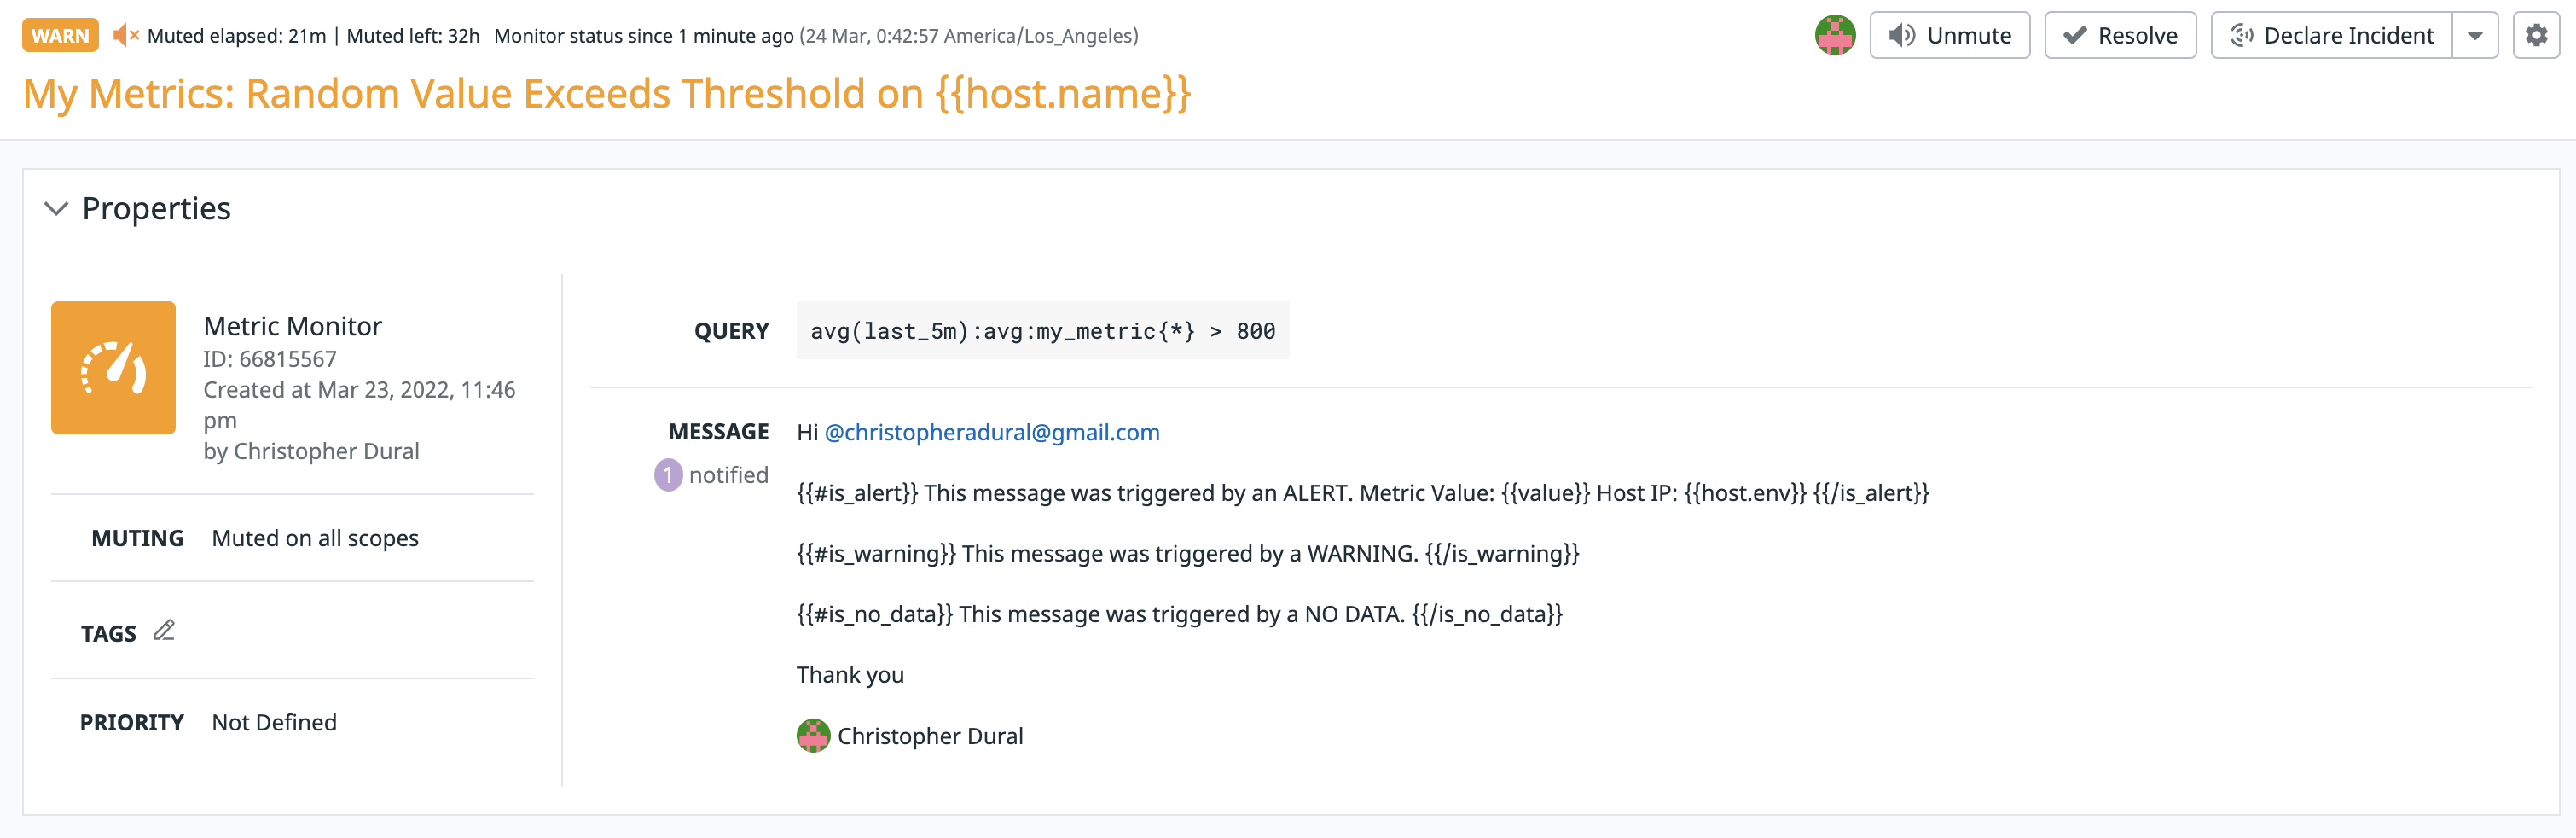 WARN Muted elapsed: 21m | Muted left: 32h Monitor status since 1 minute ago (24 Mar, 0:42:57 America/Los_Angeles) Unmute Resolve Declare Incident
My Metrics: Random Value Exceeds Threshold on {{host.name}}
Properties
Metric Monitor
ID: 66815567
Created at Mar 23, 2022, 11:46
pm
by Christopher Dural
MUTING Muted on all scopes
TAGS
PRIORITY Not Defined
QUERY avg(last_5m):avg:my_metric{*} > 800
MESSAGE Hi @christopheradural@gmail.com
1 notified
{{#is_alert}} This message was triggered by an ALERT. Metric Value: {{value}} Host IP: {{host.env}} {{/is_alert}}
{{#is_warning}} This message was triggered by a WARNING. {{/is_warning}}
{{#is_no_data}} This message was triggered by a NO DATA. {{/is_no_data}}
Thank you
Christopher Dural